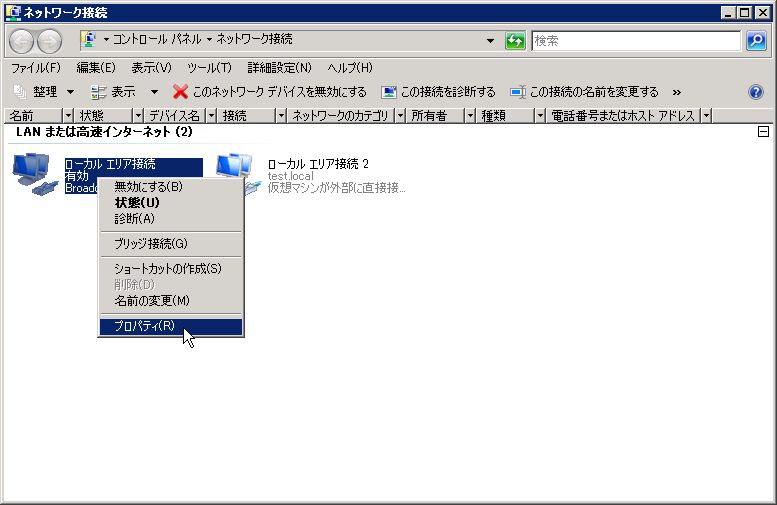 ネットワーク接続
コントロール パネル ネットワーク接続
検索
ファイル(F) 編集(E) 表示(V) ツール(T) 詳細設定(N) ヘルプ(H)
整理 表示 このネットワーク デバイスを無効にする この接続を診断する この接続の名前を変更する »
名前 状態 デバイス名 接続 ネットワークのカテゴリ 所有者 種類 電話番号またはホスト アドレス
LAN または高速インターネット (2)
ローカル エリア接続
有効
Broadc
ローカル エリア接続 2
test.local
仮想マシンが外部に直接接...
無効にする(B)
状態(U)
診断(A)
ブリッジ接続(G)
ショートカットの作成(S)
削除(D)
名前の変更(M)
プロパティ(R)